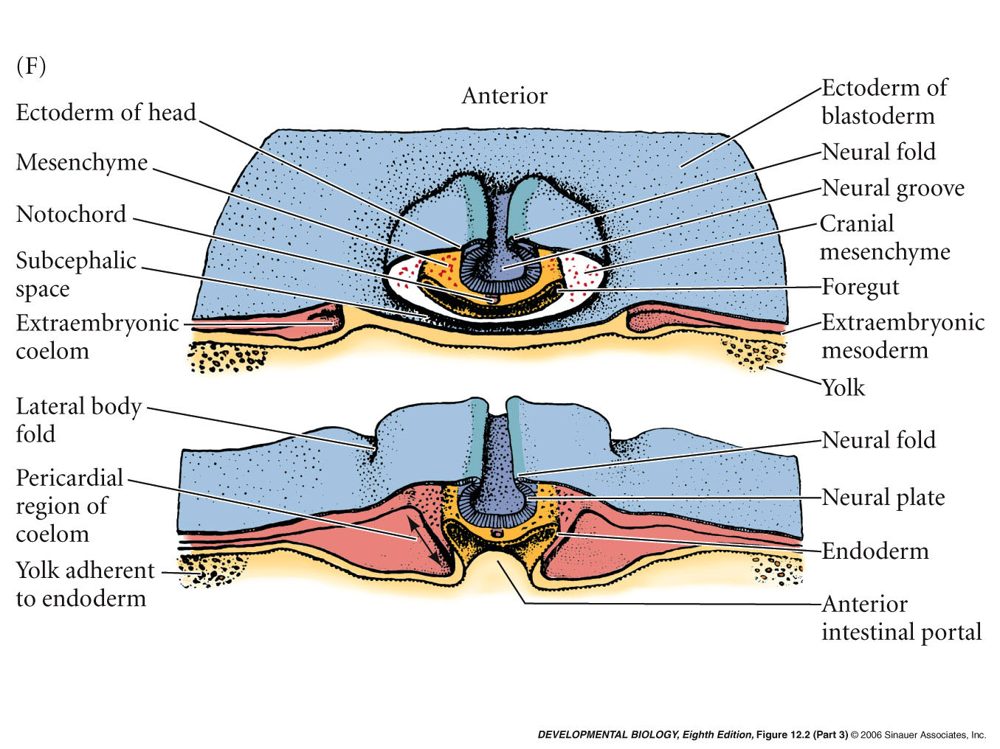 (F)
Anterior
Ectoderm of head
Mesenchyme
Notochord
Subcephalic
space
Extraembryonic
coelom
Ectoderm of
blastoderm
Neural fold
Neural groove
Cranial
mesenchyme
Foregut
Extraembryonic
mesoderm
Yolk
Lateral body
fold
Pericardial
region of
coelom
Yolk adherent
to endoderm
Neural fold
Neural plate
Endoderm
Anterior
intestinal portal
DEVELOPMENTAL BIOLOGY, Eighth Edition, Figure 12.2 (Part 3) © 2006 Sinauer Associates, Inc.